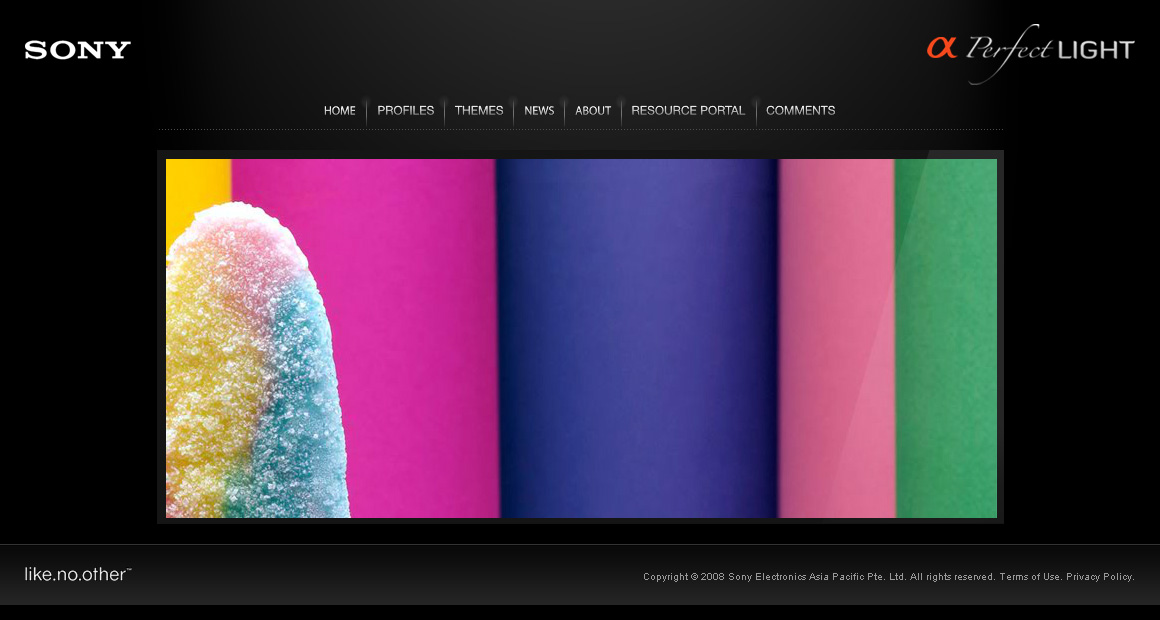 SONY
α Perfect LIGHT
HOME PROFILES THEMES NEWS ABOUT RESOURCE PORTAL COMMENTS
like.no.other™
Copyright © 2008 Sony Electronics Asia Pacific Pte. Ltd. All rights reserved. Terms of Use. Privacy Policy.